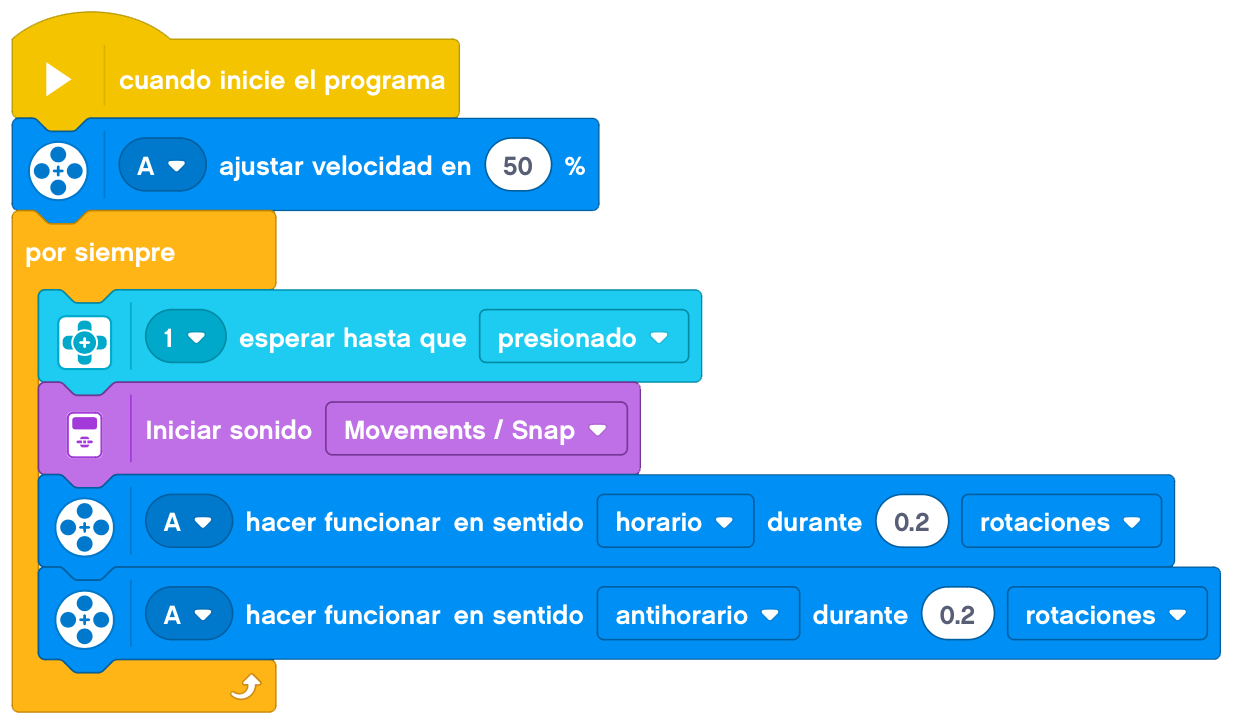 cuando inicie el programa
A ajustar velocidad en 50 %
por siempre
1 esperar hasta que presionado
Iniciar sonido Movements / Snap
A hacer funcionar en sentido horario durante 0.2 rotaciones
A hacer funcionar en sentido antihorario durante 0.2 rotaciones